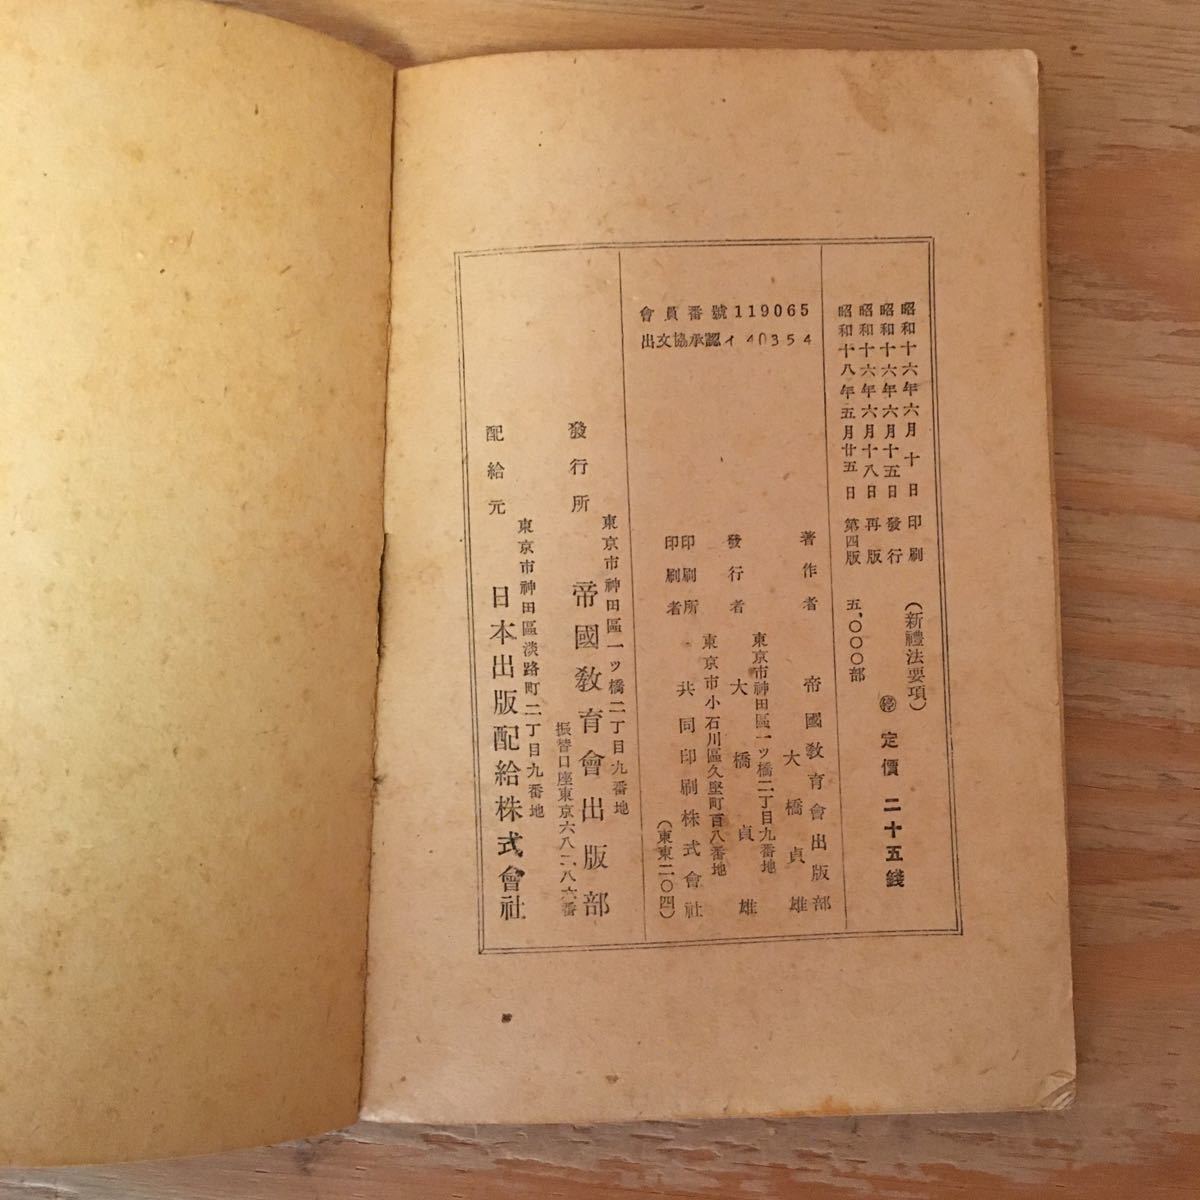 昭和十六年六月十日印刷
昭和十六年六月十五日發行
昭和十六年六月十八日再版
昭和十八年五月廿五日第四版 五,〇〇〇部
(新禮法要項)
㊡定價二十五錢
會員番號119065
出文協承認イ40354
著作者
帝國教育會出版部
大橋貞雄
東京市神田區一ツ橋二丁目九番地
發行者 大橋貞雄
東京市小石川區久堅町百八番地
印刷所
印刷者
共同印刷株式會社
(東東二〇四)
東京市神田區一ツ橋二丁目九番地
發行所 帝國教育會出版部
振替口座東京六八二八六番
東京市神田區淡路町二丁目九番地
配給元 日本出版配給株式會社